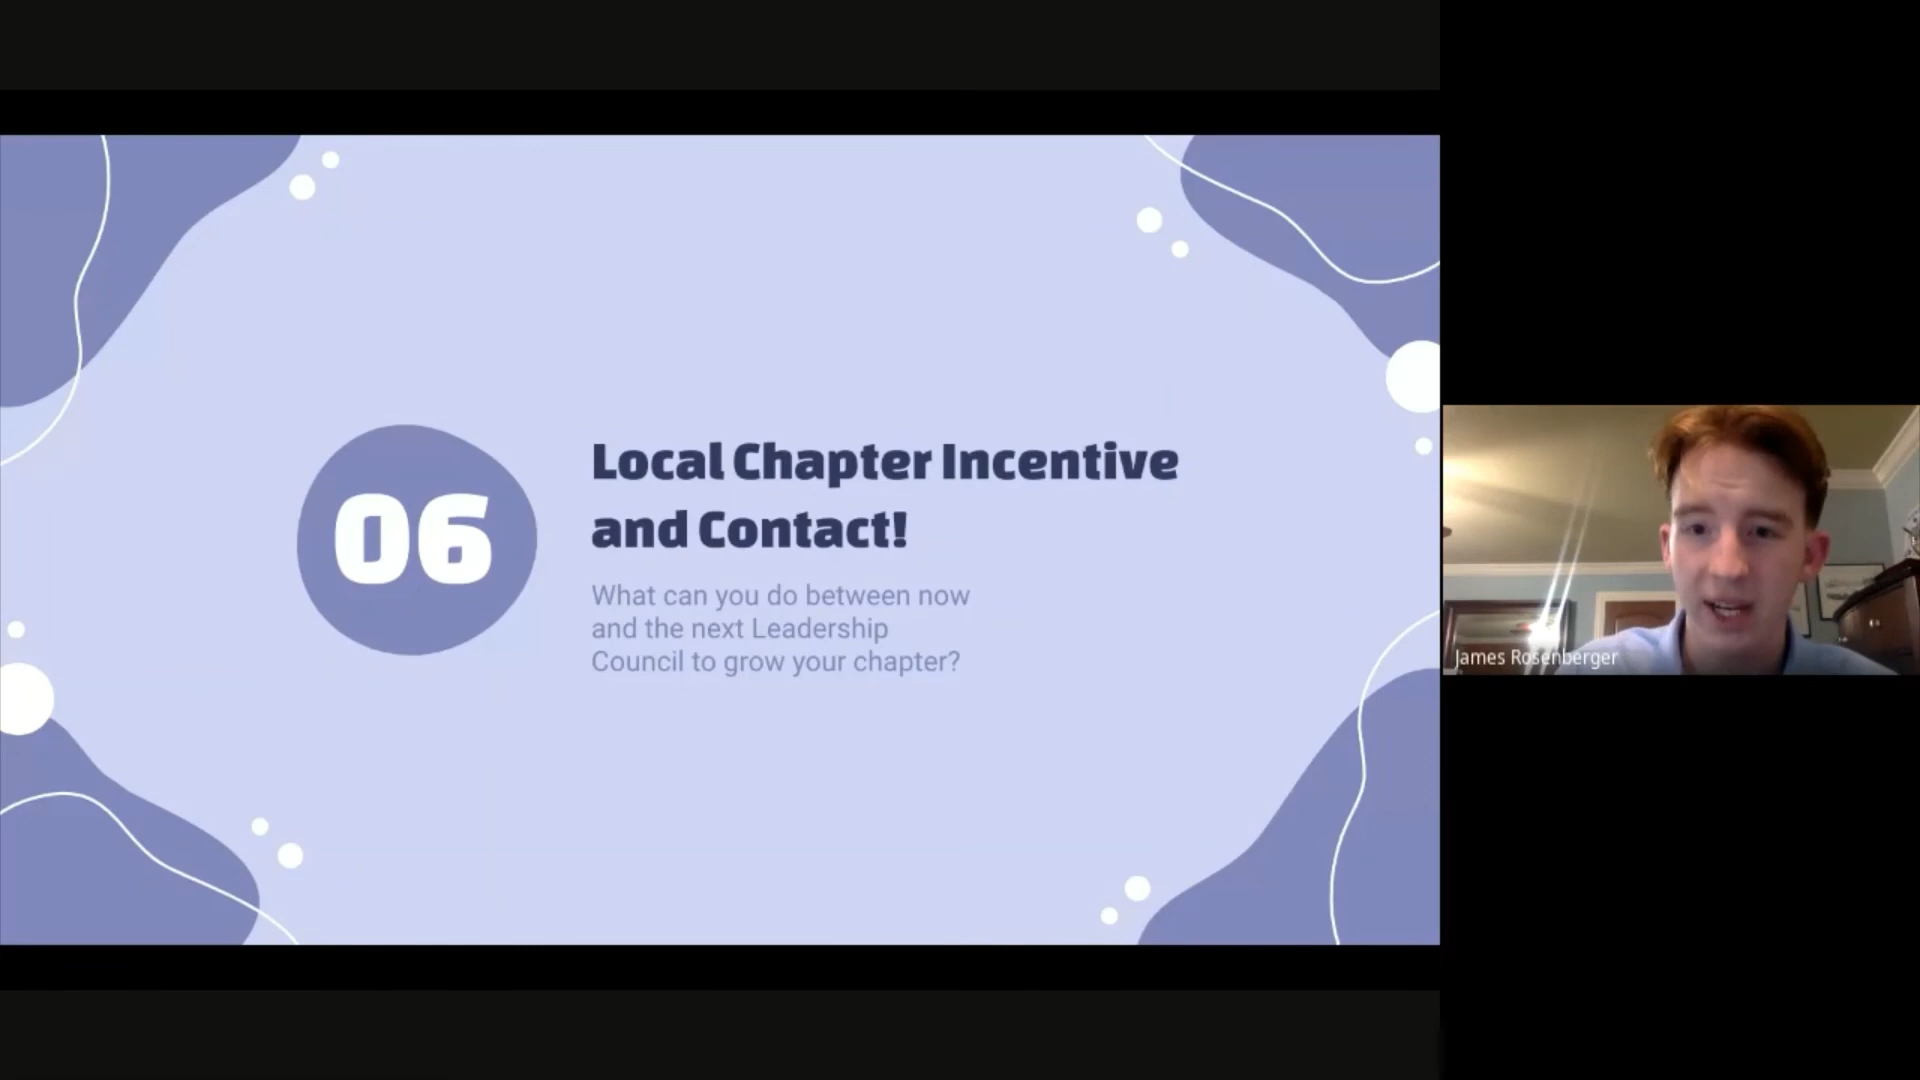 06
Local Chapter Incentive
and Contact!
What can you do between now
and the next Leadership
Council to grow your chapter?
James Rosenberger